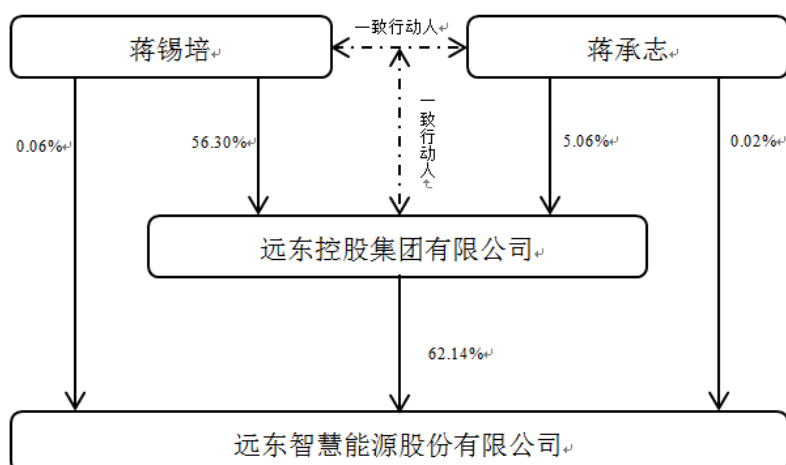 一致行动人
蒋锡培
蒋承志
一致行动人
0.06%
56.30%
5.06%
0.02%
远东控股集团有限公司
62.14%
远东智慧能源股份有限公司